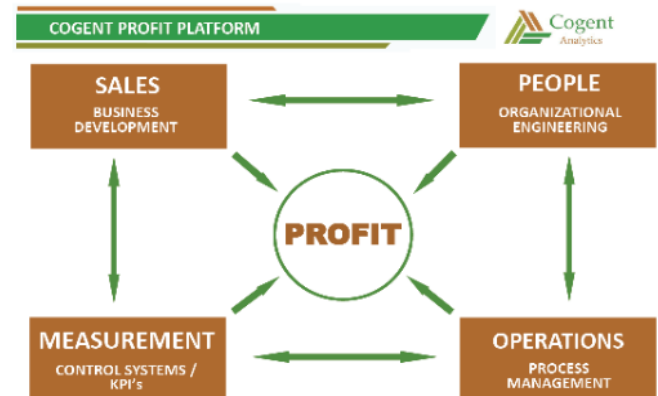 COGENT PROFIT PLATFORM
Cogent
Analytics
SALES
BUSINESS
DEVELOPMENT
PEOPLE
ORGANIZATIONAL
ENGINEERING
PROFIT
MEASUREMENT
CONTROL SYSTEMS /
KPI's
OPERATIONS
PROCESS
MANAGEMENT